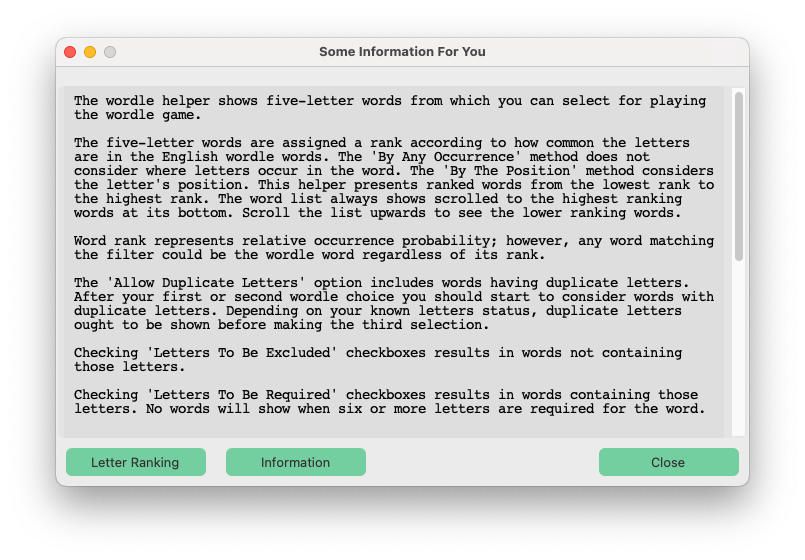 Some Information For You
The wordle helper shows five-letter words from which you can select for playing
the wordle game.
The five-letter words are assigned a rank according to how common the letters
are in the English wordle words. The 'By Any Occurrence' method does not
consider where letters occur in the word. The 'By The Position' method considers
the letter's position. This helper presents ranked words from the lowest rank to
the highest rank. The word list always shows scrolled to the highest ranking
words at its bottom. Scroll the list upwards to see the lower ranking words.
Word rank represents relative occurrence probability; however, any word matching
the filter could be the wordle word regardless of its rank.
The 'Allow Duplicate Letters' option includes words having duplicate letters.
After your first or second wordle choice you should start to consider words with
duplicate letters. Depending on your known letters status, duplicate letters
ought to be shown before making the third selection.
Checking 'Letters To Be Excluded' checkboxes results in words not containing
those letters.
Checking 'Letters To Be Required' checkboxes results in words containing those
letters. No words will show when six or more letters are required for the word.
Letter Ranking
Information
Close